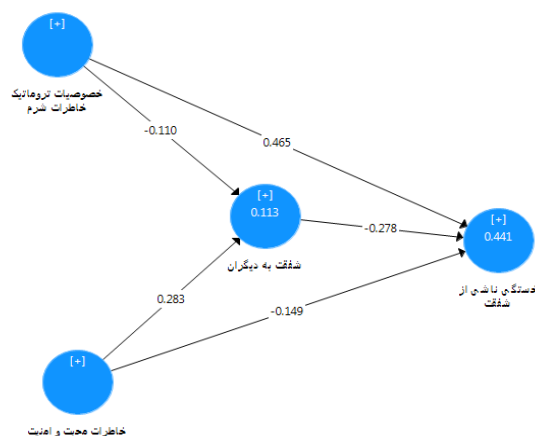 [+]
خصوصیات تروماتیک
خاطرات شرم
-0.110
0.465
[+]
0.113
شفقت به دیگران
-0.278
[+]
0.441
خستگی ناشی از
شفقت
0.283
-0.149
[+]
خاطرات محبت و امنیت